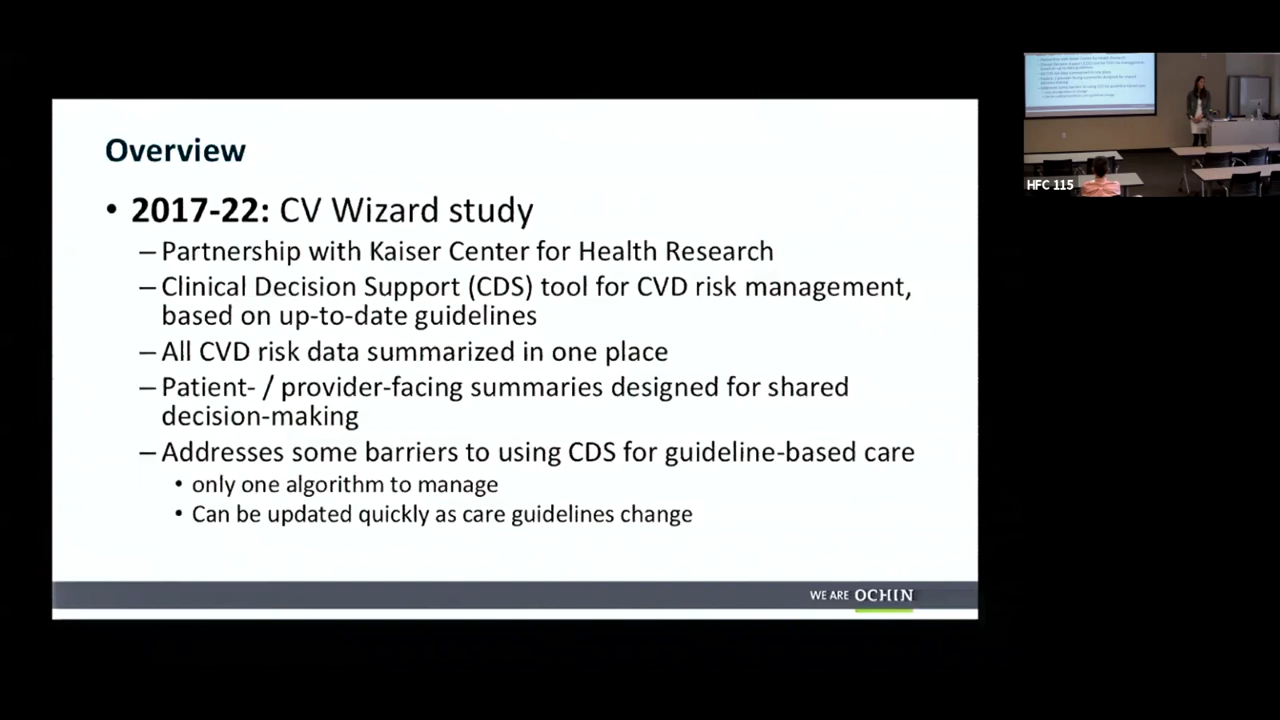 Overview
• 2017-22: CV Wizard study
– Partnership with Kaiser Center for Health Research
– Clinical Decision Support (CDS) tool for CVD risk management,
based on up-to-date guidelines
– All CVD risk data summarized in one place
– Patient- / provider-facing summaries designed for shared
decision-making
– Addresses some barriers to using CDS for guideline-based care
• only one algorithm to manage
• Can be updated quickly as care guidelines change
WE ARE OCHIN
HFC 115